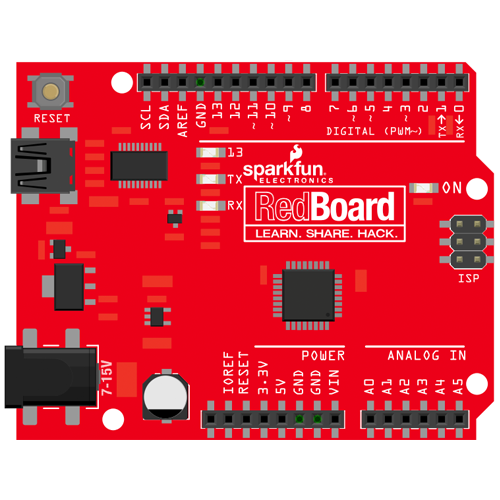 RESET
SCL
SDA
AREF
GND
13
12
~11
~10
~9
8
7
~6
~5
4
~3
2
TX→1
RX←0
DIGITAL (PWM~)
13
TX
RX
sparkfun
ELECTRONICS
RedBoard
LEARN. SHARE. HACK.
ON
ISP
7-15V
POWER
IOREF
RESET
3.3V
5V
GND
GND
VIN
ANALOG IN
A0
A1
A2
A3
A4
A5